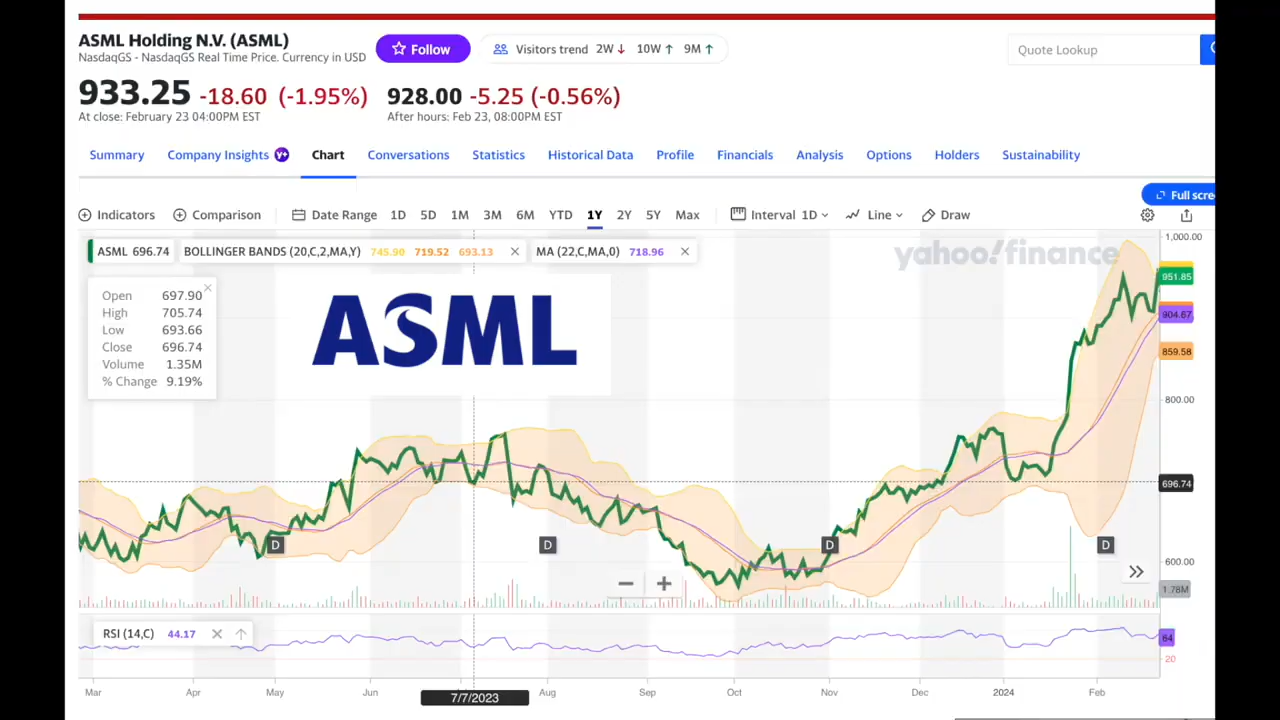 ASML Holding N.V. (ASML)
Follow
Visitors trend 2W ↓ 10W ↑ 9M ↑
Quote Lookup
NasdaqGS - NasdaqGS Real Time Price. Currency in USD
933.25 -18.60 (-1.95%)
928.00 -5.25 (-0.56%)
At close: February 23 04:00PM EST
After hours: Feb 23, 08:00PM EST
Summary Company Insights Y+ Chart Conversations Statistics Historical Data Profile Financials Analysis Options Holders Sustainability
Full scre
Indicators Comparison Date Range 1D 5D 1M 3M 6M YTD 1Y 2Y 5Y Max Interval 1D Line Draw
ASML 696.74
BOLLINGER BANDS (20,C,2,MA,Y) 745.90 719.52 693.13
MA (22,C,MA,0) 718.96
yahoo!finance
1,000.00
951.85
904.67
859.58
800.00
696.74
600.00
1.78M
Open 697.90
High 705.74
Low 693.66
Close 696.74
Volume 1.35M
% Change 9.19%
ASML
D D D D
RSI (14,C) 44.17
64
20
Mar Apr May Jun Aug Sep Oct Nov Dec 2024 Feb
7/7/2023